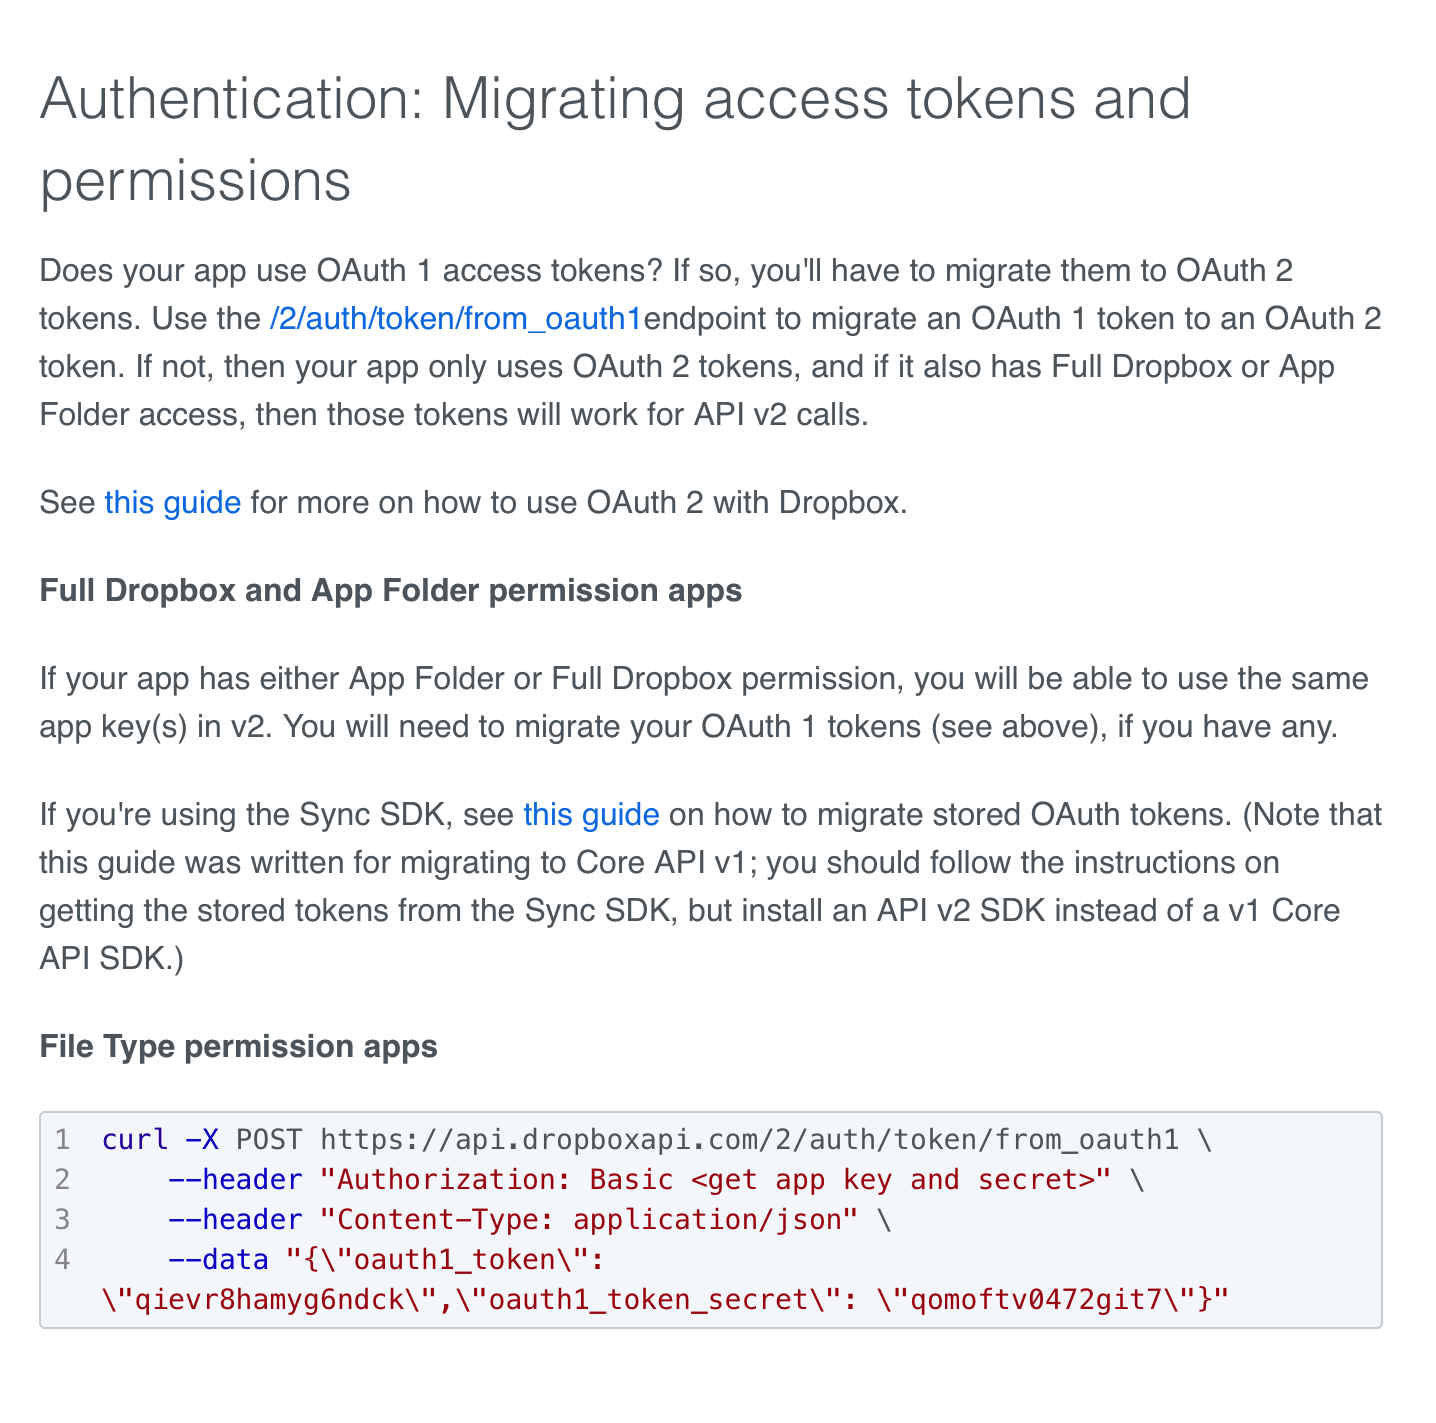 Authentication: Migrating access tokens and
permissions
Does your app use OAuth 1 access tokens? If so, you'll have to migrate them to OAuth 2
tokens. Use the /2/auth/token/from_oauth1endpoint to migrate an OAuth 1 token to an OAuth 2
token. If not, then your app only uses OAuth 2 tokens, and if it also has Full Dropbox or App
Folder access, then those tokens will work for API v2 calls.
See this guide for more on how to use OAuth 2 with Dropbox.
Full Dropbox and App Folder permission apps
If your app has either App Folder or Full Dropbox permission, you will be able to use the same
app key(s) in v2. You will need to migrate your OAuth 1 tokens (see above), if you have any.
If you're using the Sync SDK, see this guide on how to migrate stored OAuth tokens. (Note that
this guide was written for migrating to Core API v1; you should follow the instructions on
getting the stored tokens from the Sync SDK, but install an API v2 SDK instead of a v1 Core
API SDK.)
File Type permission apps
1 curl -X POST https://api.dropboxapi.com/2/auth/token/from_oauth1 \
2     --header "Authorization: Basic <get app key and secret>" \
3     --header "Content-Type: application/json" \
4     --data "{\"oauth1_token\":
\"qievr8hamyg6ndck\",\"oauth1_token_secret\": \"qomoftv0472git7\"}"